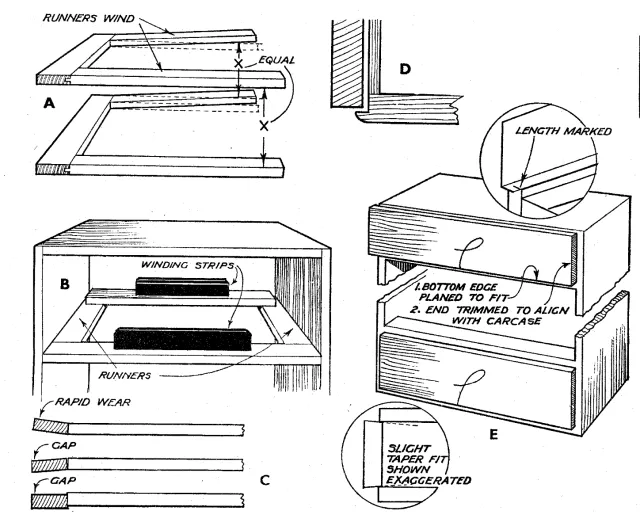 RUNNERS WIND
X
EQUAL
A
X
D
LENGTH MARKED
B
WINDING STRIPS
RUNNERS
1. BOTTOM EDGE
PLANED TO FIT
2. END TRIMMED TO ALIGN
WITH CARCASE
RAPID WEAR
GAP
GAP
C
E
SLIGHT
TAPER FIT
SHOWN
EXAGGERATED